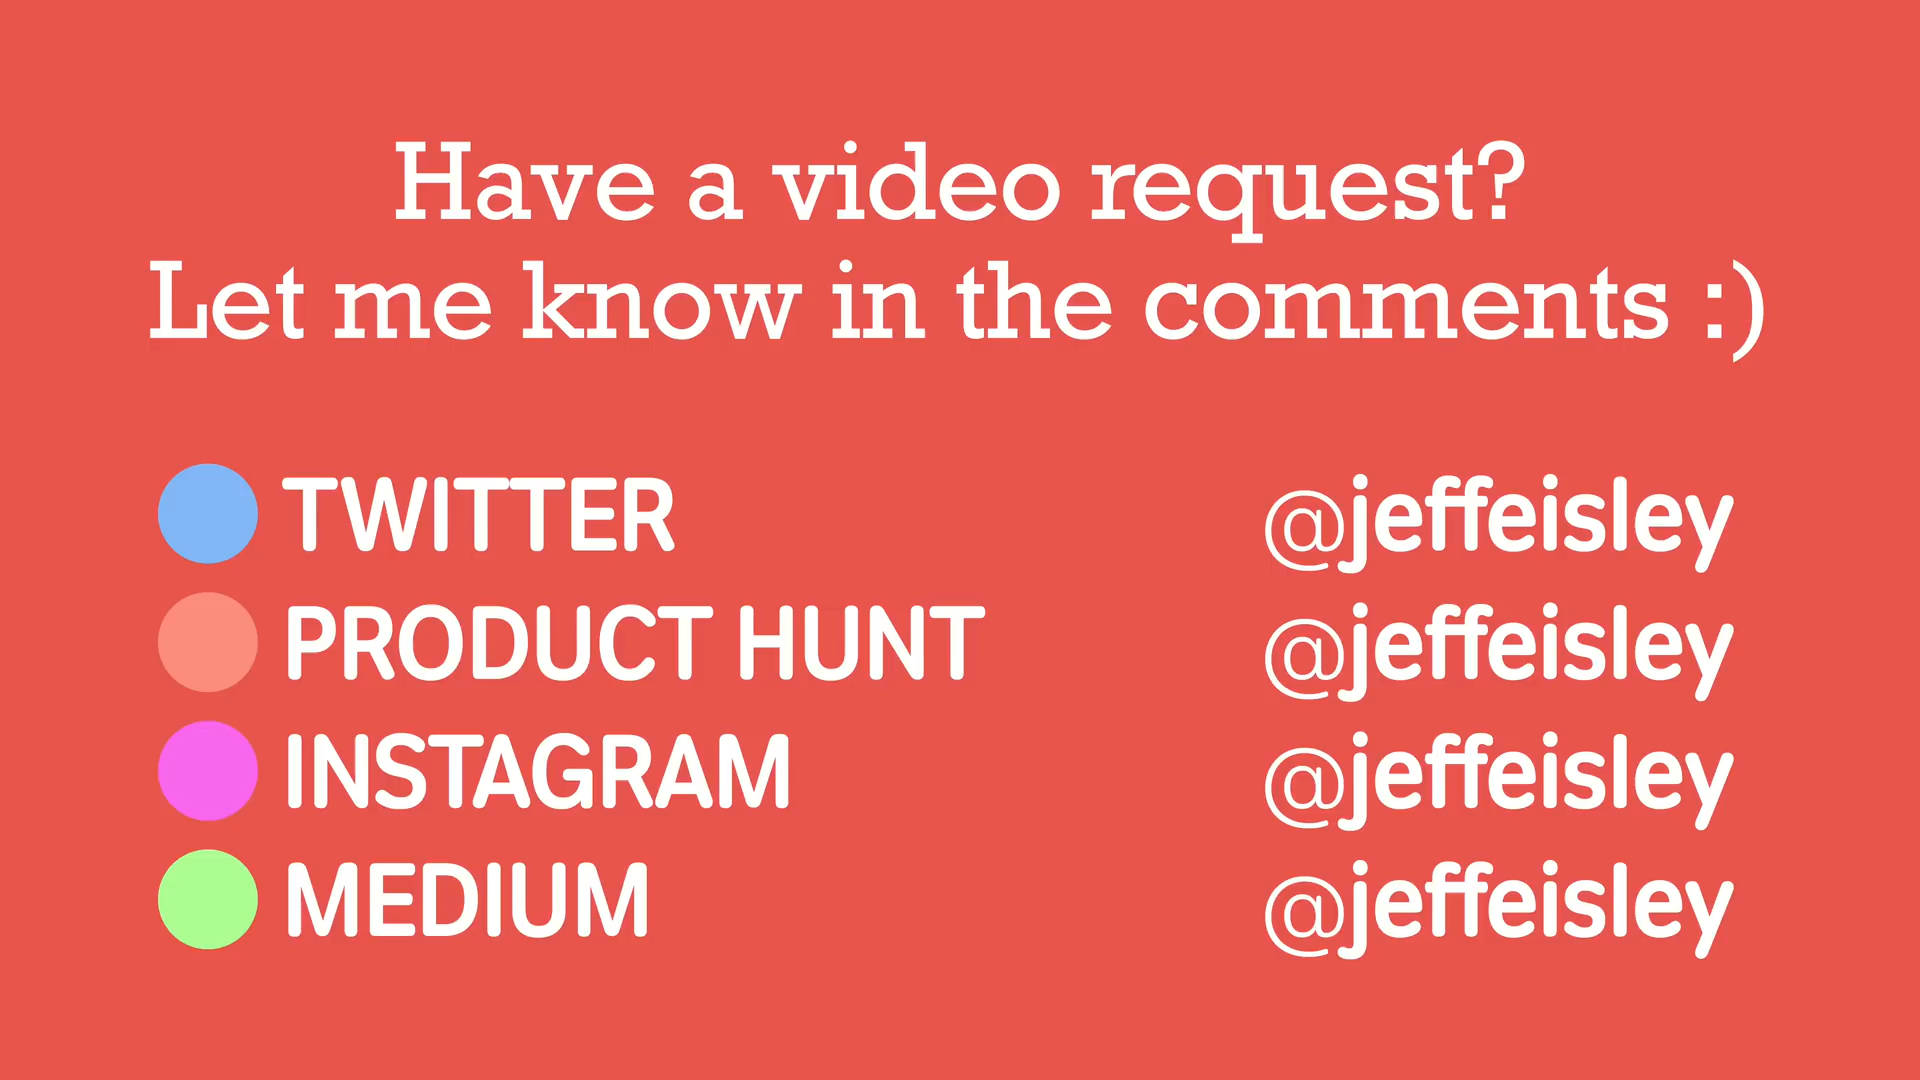 Have a video request?
Let me know in the comments :)
TWITTER @jeffeisley
PRODUCT HUNT @jeffeisley
INSTAGRAM @jeffeisley
MEDIUM @jeffeisley